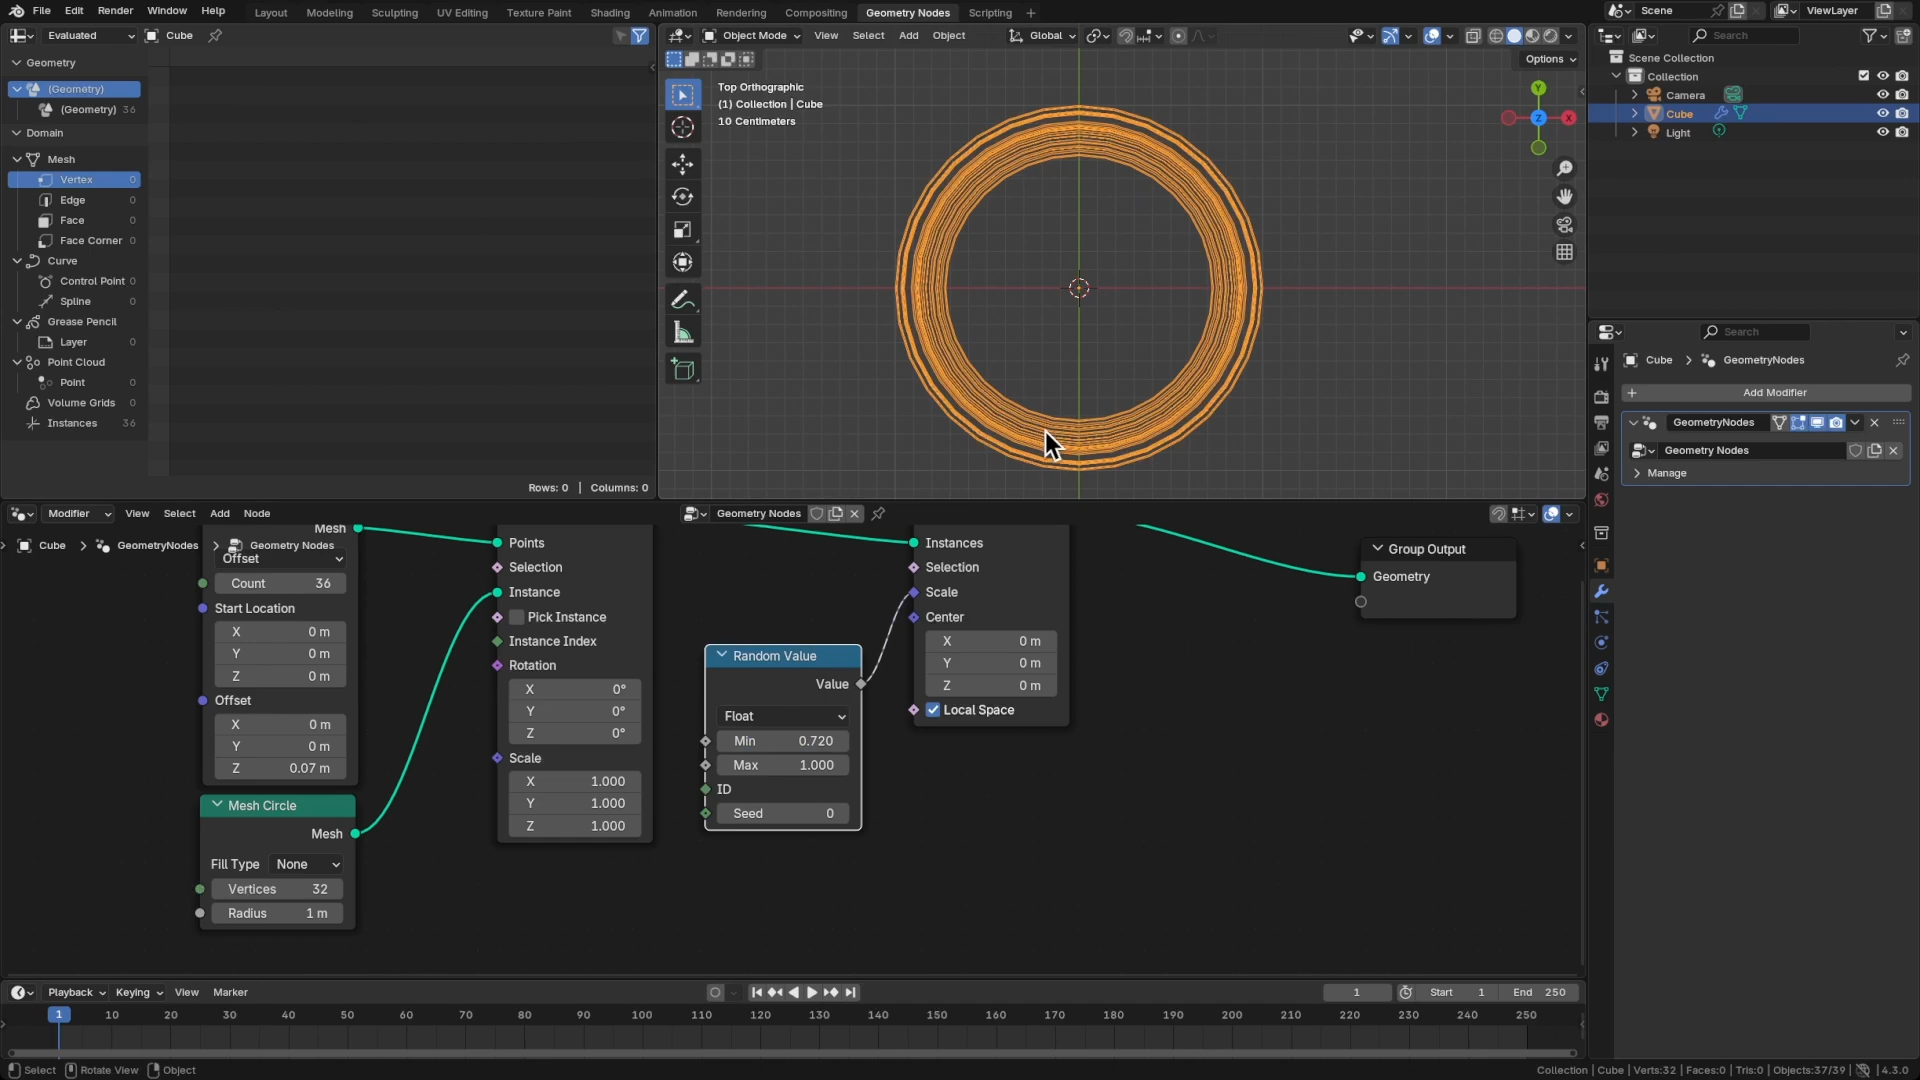 File Edit Render Window Help
Layout Modeling Sculpting UV Editing Texture Paint Shading Animation Rendering Compositing Geometry Nodes Scripting +
Scene
ViewLayer
Evaluated
Cube
Geometry
(Geometry)
(Geometry) 36
Domain
Mesh
Vertex 0
Edge 0
Face 0
Face Corner 0
Curve
Control Point 0
Spline 0
Grease Pencil
Layer 0
Point Cloud
Point 0
Volume Grids 0
Instances 36
Rows: 0 | Columns: 0
Object Mode View Select Add Object
Global
Options
Top Orthographic
(1) Collection | Cube
10 Centimeters
Y
Z
X
Search
Scene Collection
Collection
Camera
Cube
Light
Search
Cube > GeometryNodes
+ Add Modifier
GeometryNodes
Geometry Nodes
Manage
Modifier View Select Add Node
Geometry Nodes
Cube > GeometryNodes > Geometry Nodes
Mesh
Offset
Count 36
Start Location
X 0 m
Y 0 m
Z 0 m
Offset
X 0 m
Y 0 m
Z 0.07 m
Mesh Circle
Mesh
Fill Type None
Vertices 32
Radius 1 m
Points
Selection
Instance
Pick Instance
Instance Index
Rotation
X 0°
Y 0°
Z 0°
Scale
X 1.000
Y 1.000
Z 1.000
Random Value
Value
Float
Min 0.720
Max 1.000
ID
Seed 0
Instances
Selection
Scale
Center
X 0 m
Y 0 m
Z 0 m
Local Space
Group Output
Geometry
Playback Keying View Marker
1
Start 1
End 250
1 10 20 30 40 50 60 70 80 90 100 110 120 130 140 150 160 170 180 190 200 210 220 230 240 250
Select Rotate View Object
Collection | Cube | Verts:32 | Faces:0 | Tris:0 | Objects:37/39 | 4.3.0